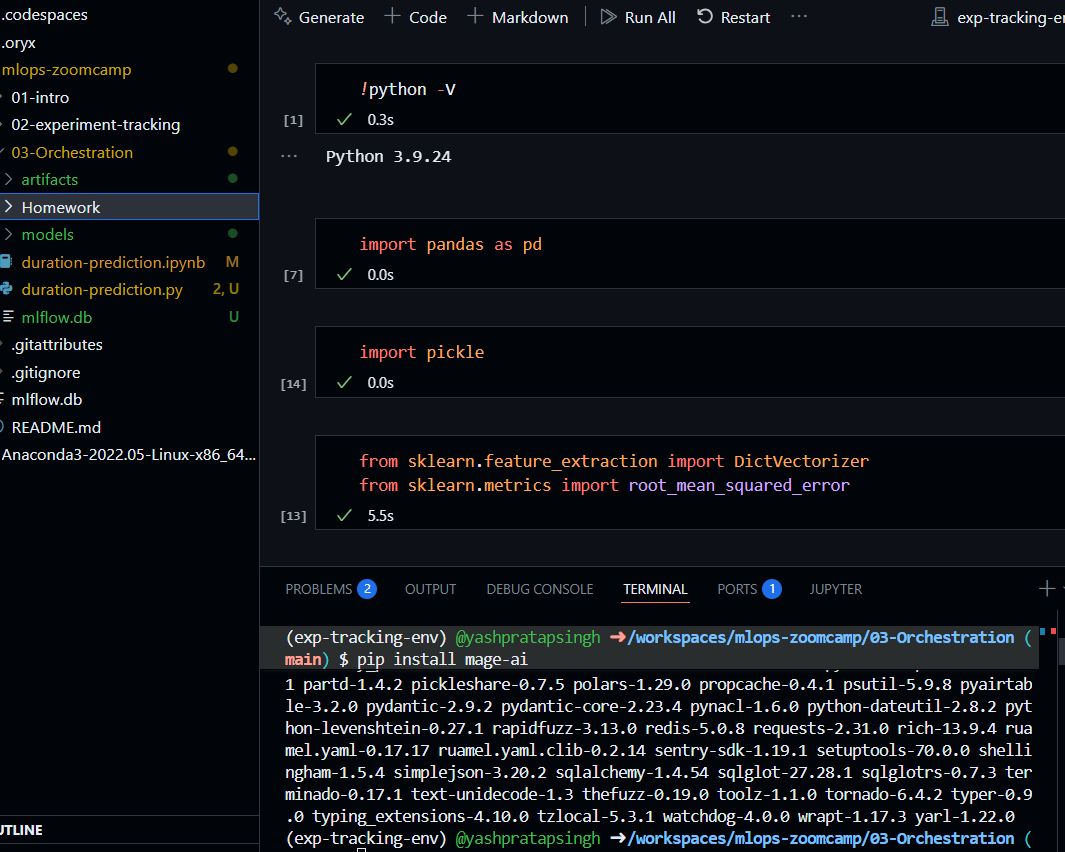 .codespaces
.oryx
mlops-zoomcamp
01-intro
02-experiment-tracking
03-Orchestration
artifacts
Homework
models
duration-prediction.ipynb M
duration-prediction.py 2, U
mlflow.db U
.gitattributes
.gitignore
mlflow.db
README.md
Anaconda3-2022.05-Linux-x86_64...
UTLINE
Generate + Code + Markdown Run All Restart ... exp-tracking-en
!python -V
[1] ✓ 0.3s
... Python 3.9.24
import pandas as pd
[7] ✓ 0.0s
import pickle
[14] ✓ 0.0s
from sklearn.feature_extraction import DictVectorizer
from sklearn.metrics import root_mean_squared_error
[13] ✓ 5.5s
PROBLEMS 2 OUTPUT DEBUG CONSOLE TERMINAL PORTS 1 JUPYTER +
(exp-tracking-env) @yashpratapsingh ➜/workspaces/mlops-zoomcamp/03-Orchestration (
main) $ pip install mage-ai
1 partd-1.4.2 pickleshare-0.7.5 polars-1.29.0 propcache-0.4.1 psutil-5.9.8 pyairtab
le-3.2.0 pydantic-2.9.2 pydantic-core-2.23.4 pynacl-1.6.0 python-dateutil-2.8.2 pyt
hon-levenshtein-0.27.1 rapidfuzz-3.13.0 redis-5.0.8 requests-2.31.0 rich-13.9.4 rua
mel.yaml-0.17.17 ruamel.yaml.clib-0.2.14 sentry-sdk-1.19.1 setuptools-70.0.0 shelli
ngham-1.5.4 simplejson-3.20.2 sqlalchemy-1.4.54 sqlglot-27.28.1 sqlglotrs-0.7.3 ter
minado-0.17.1 text-unidecode-1.3 thefuzz-0.19.0 toolz-1.1.0 tornado-6.4.2 typer-0.9
.0 typing_extensions-4.10.0 tzlocal-5.3.1 watchdog-4.0.0 wrapt-1.17.3 yarl-1.22.0
(exp-tracking-env) @yashpratapsingh ➜/workspaces/mlops-zoomcamp/03-Orchestration (